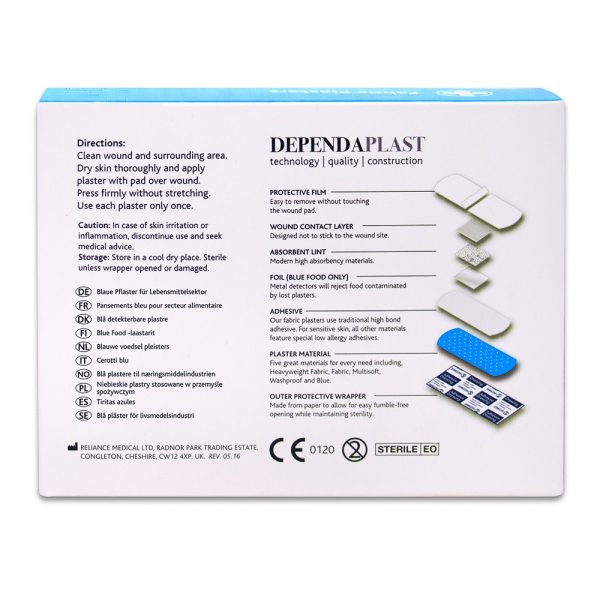 Fabric Plasters
Directions:
Clean wound and surrounding area.
Dry skin thoroughly and apply
plaster with pad over wound.
Press firmly without stretching.
Use each plaster only once.
Caution: In case of skin irritation or
inflammation, discontinue use and seek
medical advice.
Storage: Store in a cool dry place. Sterile
unless wrapper opened or damaged.
DE Blaue Pflaster für Lebensmittelsektor
FR Pansements bleu pour secteur alimentaire
DK Blå detekterbare plastre
FI Blue Food -laastarit
NL Blauwe voedsel pleisters
IT Cerotti blu
NO Blå plastre til næringsmiddelindustrien
PL Niebieskie plastry stosowane w przemyśle
spożywczym
ES Tiritas azules
SE Blå plåster för livsmedelsindustri
RELIANCE MEDICAL LTD, RADNOR PARK TRADING ESTATE,
CONGLETON, CHESHIRE, CW12 4XP, UK. REV. 05.16
DEPENDAPLAST
technology | quality | construction
PROTECTIVE FILM
Easy to remove without touching
the wound pad.
WOUND CONTACT LAYER
Designed not to stick to the wound site.
ABSORBENT LINT
Modern high absorbency materials.
FOIL (BLUE FOOD ONLY)
Metal detectors will reject food contaminated
by lost plasters.
ADHESIVE
Our fabric plasters use traditional high bond
adhesive. For sensitive skin, all other materials
feature special low allergy adhesives.
PLASTER MATERIAL
Five great materials for every need including,
Heavyweight Fabric, Fabric, Multisoft,
Washproof and Blue.
OUTER PROTECTIVE WRAPPER
Made from paper to allow for easy fumble-free
opening while maintaining sterility.
CE 0120 2 STERILE EO